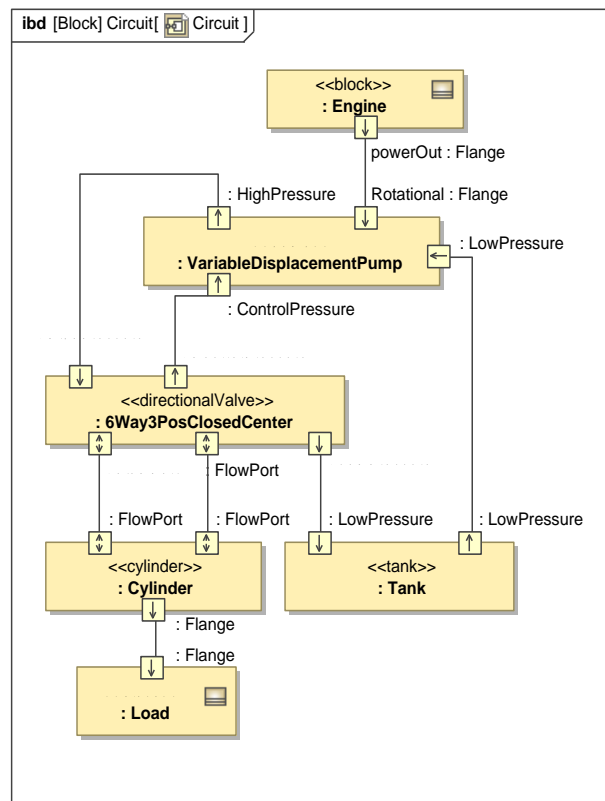 ibd [Block] Circuit[ Circuit ]
<<block>>
: Engine
powerOut : Flange
: HighPressure
Rotational : Flange
: LowPressure
: VariableDisplacementPump
: ControlPressure
<<directionalValve>>
: 6Way3PosClosedCenter
: FlowPort
: FlowPort
: FlowPort
: LowPressure
: LowPressure
<<cylinder>>
: Cylinder
<<tank>>
: Tank
: Flange
: Flange
: Load